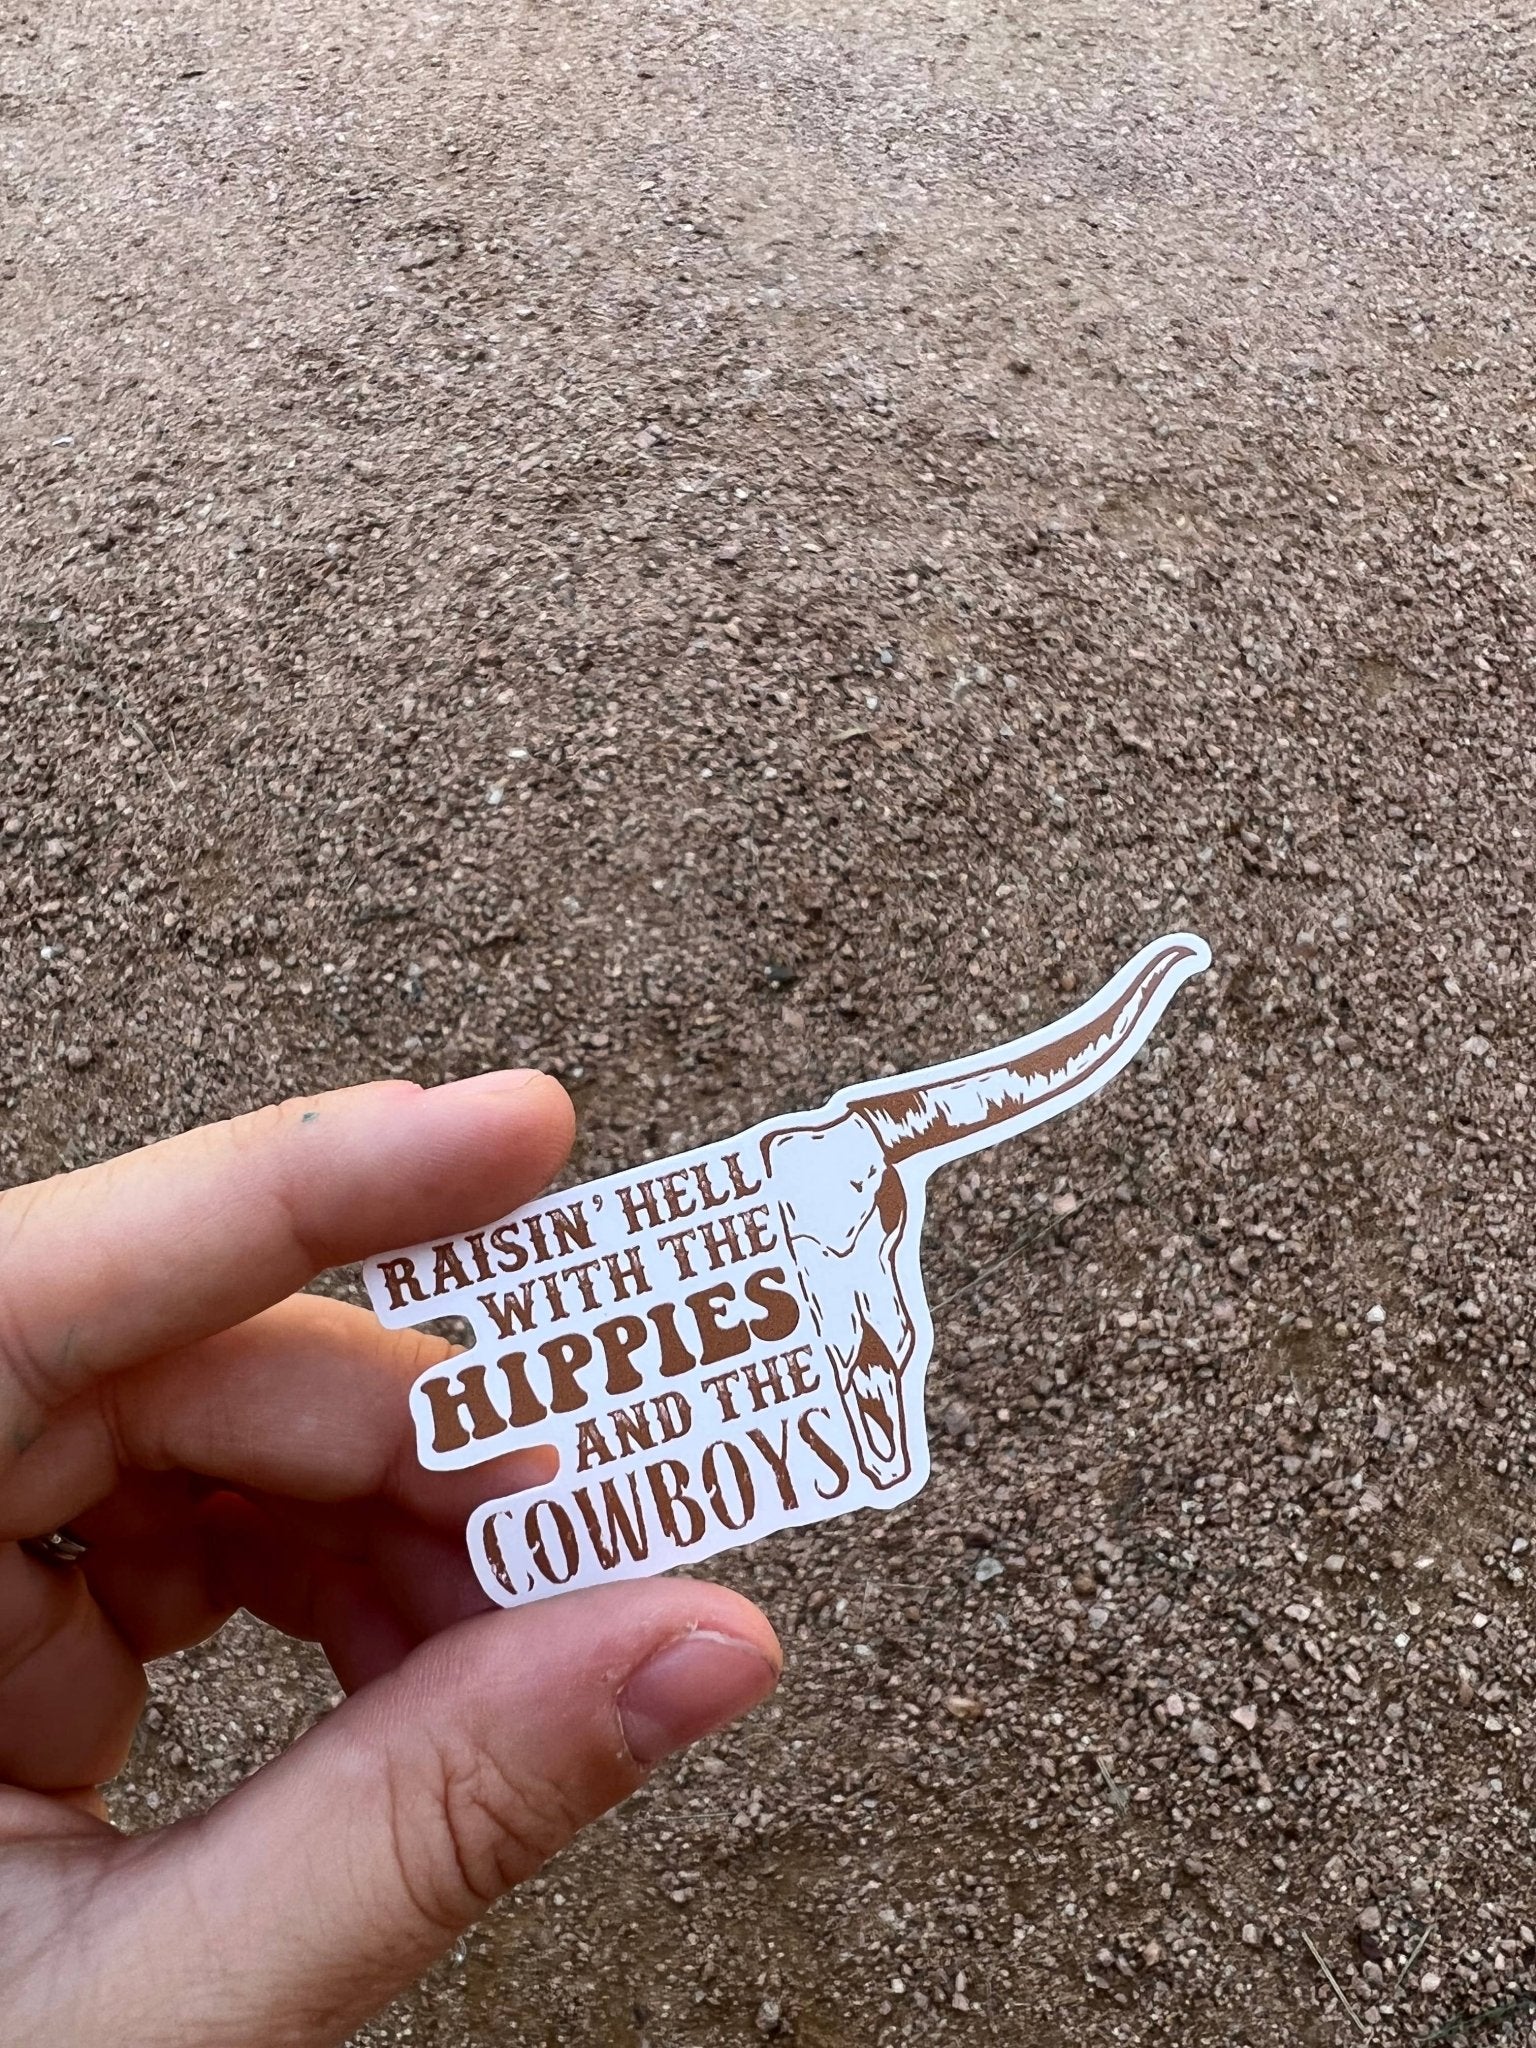 RAISIN' HELL
WITH THE
HIPPIES
AND THE
COWBOYS